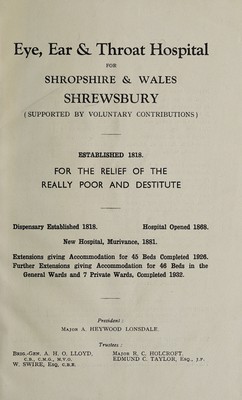 Eye, Ear & Throat Hospital
FOR
SHROPSHIRE & WALES
SHREWSBURY
(SUPPORTED BY VOLUNTARY CONTRIBUTIONS)
ESTABLISHED 1818.
FOR THE RELIEF OF THE
REALLY POOR AND DESTITUTE
Dispensary Established 1818. Hospital Opened 1868.
New Hospital, Murivance, 1881.
Extensions giving Accommodation for 45 Beds Completed 1926.
Further Extensions giving Accommodation for 46 Beds in the
General Wards and 7 Private Wards, Completed 1932.
President :
MAJOR A. HEYWOOD LONSDALE.
Trustees :
BRIG.-GEN. A. H. O. LLOYD, MAJOR R. C. HOLCROFT,
C.B., C.M.G., M.V.O. EDMUND C. TAYLOR, ESQ., J.P.
W. SWIRE, ESQ, C.B.E.